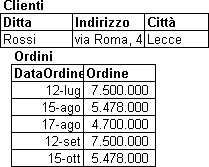 Clienti
Ditta Indirizzo Città
Rossi via Roma, 4 Lecce
Ordini
DataOrdine Ordine
12-lug 7.500.000
15-ago 5.478.000
17-ago 4.700.000
12-set 7.500.000
15-ott 5.478.000